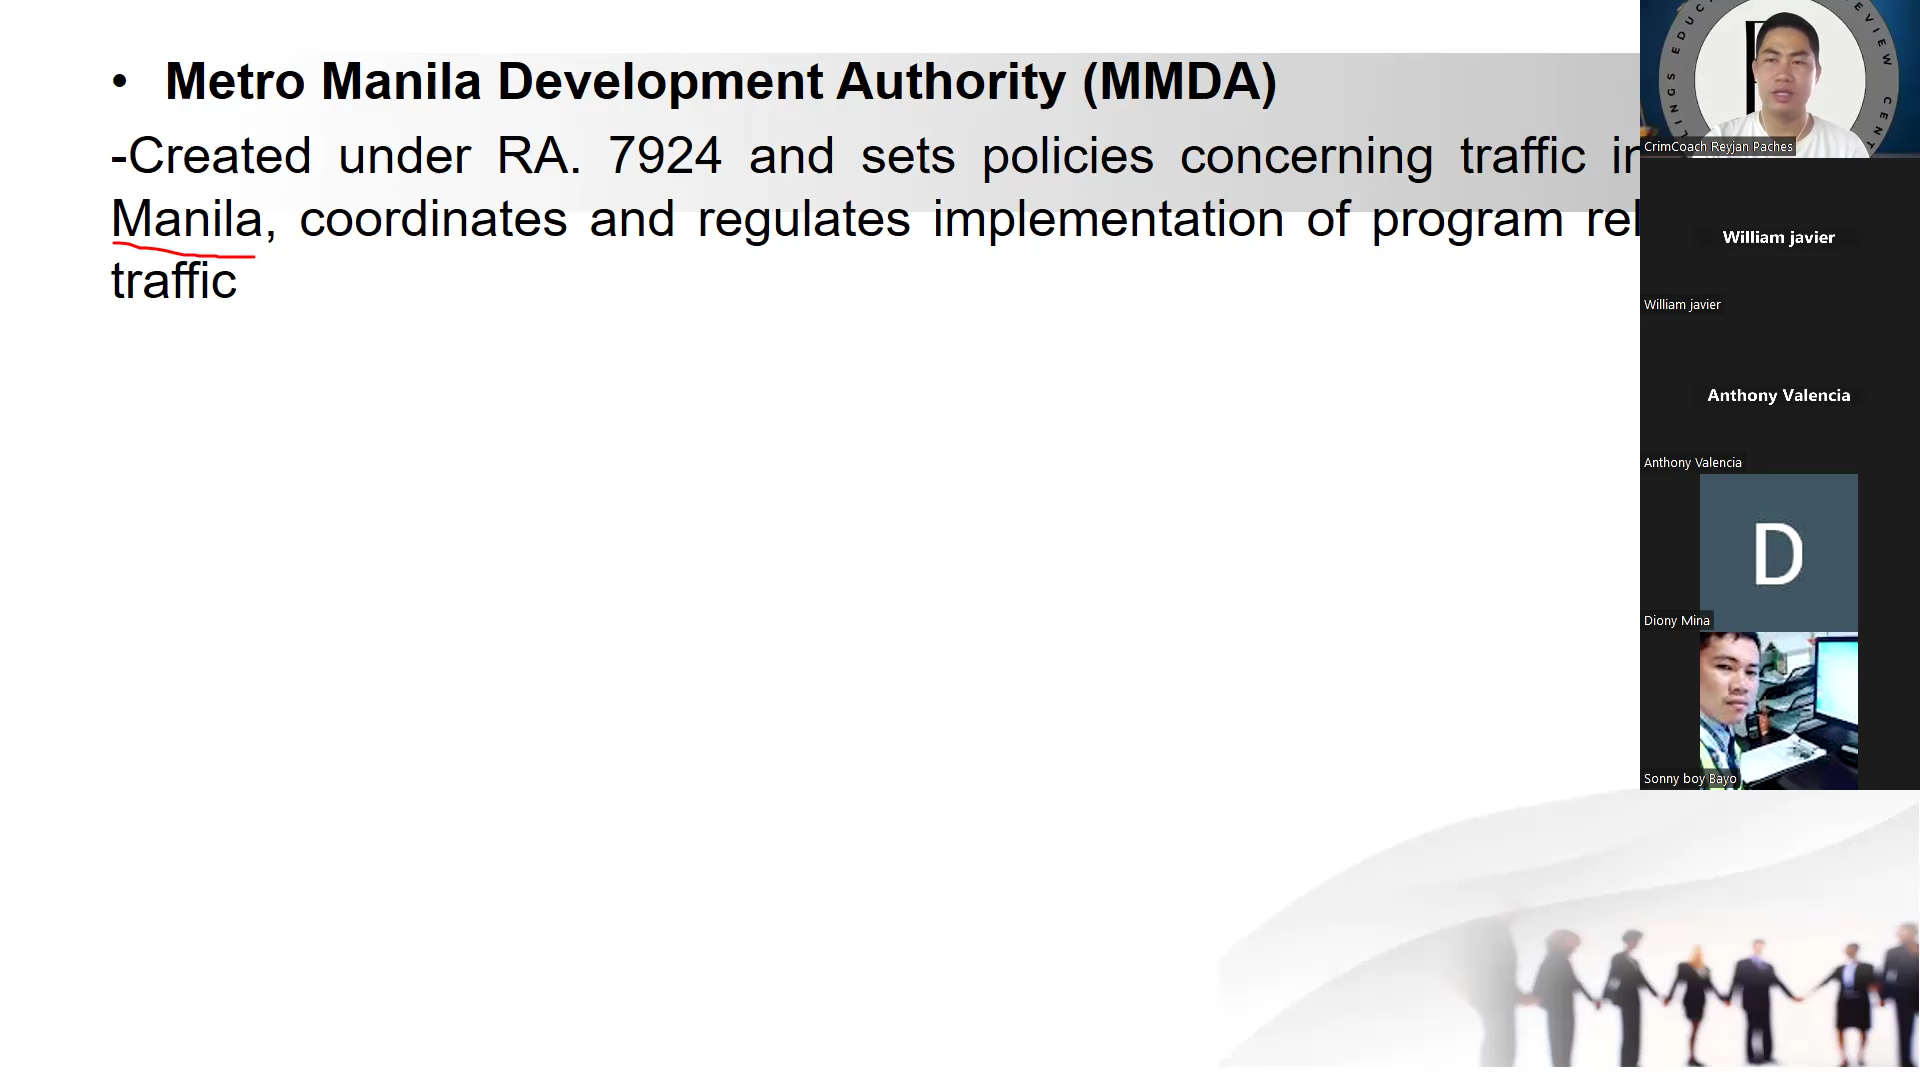 • Metro Manila Development Authority (MMDA)
-Created under RA. 7924 and sets policies concerning traffic
Manila, coordinates and regulates implementation of program
traffic
CrimCoach Reyjan Paches
William javier
William javier
Anthony Valencia
Anthony Valencia
D
Diony Mina
Sonny boy Bayo